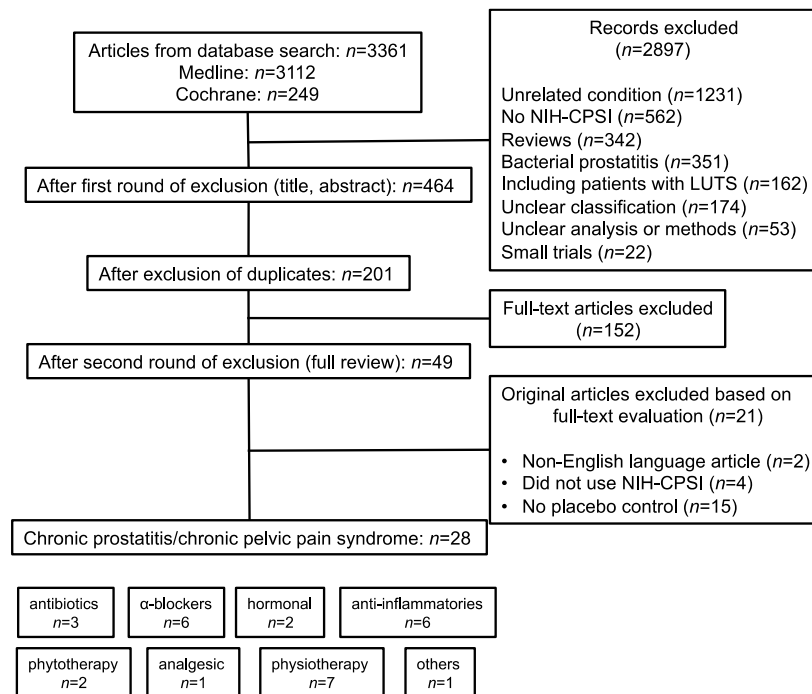 Articles from database search: n=3361
Medline: n=3112
Cochrane: n=249
Records excluded
(n=2897)
Unrelated condition (n=1231)
No NIH-CPSI (n=562)
Reviews (n=342)
Bacterial prostatitis (n=351)
Including patients with LUTS (n=162)
Unclear classification (n=174)
Unclear analysis or methods (n=53)
Small trials (n=22)
After first round of exclusion (title, abstract): n=464
After exclusion of duplicates: n=201
Full-text articles excluded
(n=152)
After second round of exclusion (full review): n=49
Original articles excluded based on
full-text evaluation (n=21)
• Non-English language article (n=2)
• Did not use NIH-CPSI (n=4)
• No placebo control (n=15)
Chronic prostatitis/chronic pelvic pain syndrome: n=28
antibiotics
n=3
α-blockers
n=6
hormonal
n=2
anti-inflammatories
n=6
phytotherapy
n=2
analgesic
n=1
physiotherapy
n=7
others
n=1